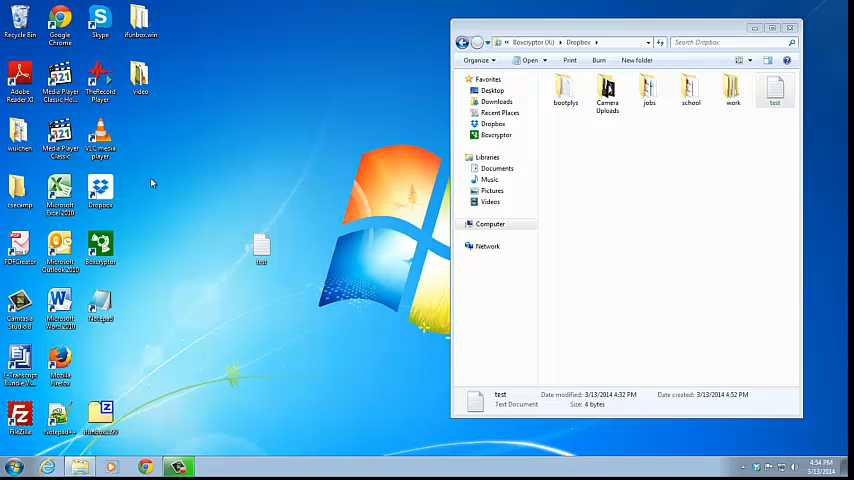 Recycle Bin
Google Chrome
Skype
ifunbox.win
Adobe Reader XI
Media Player Classic Ho...
TheRecord Player
video
wuichen
Media Player Classic
VLC media player
csecamp
Microsoft Excel 2010
Dropbox
PDFCreator
Microsoft Outlook 2010
Boxcryptor
Camtasia Studio 8
Microsoft Word 2010
Notepad
E-Transcript Bundle Vi...
Mozilla Firefox
FileZilla
Notepad++
test
« Boxcryptor (X:) ▸ Dropbox ▸
Search Dropbox
Organize ▾ Open ▾ Print Burn New folder
Favorites
Desktop
Downloads
Recent Places
Dropbox
Boxcryptor
Libraries
Documents
Music
Pictures
Videos
Computer
Network
bootplys
Camera Uploads
jobs
school
work
test
test Date modified: 3/13/2014 4:32 PM Date created: 3/13/2014 4:52 PM
Text Document Size: 4 bytes
4:54 PM
3/13/2014